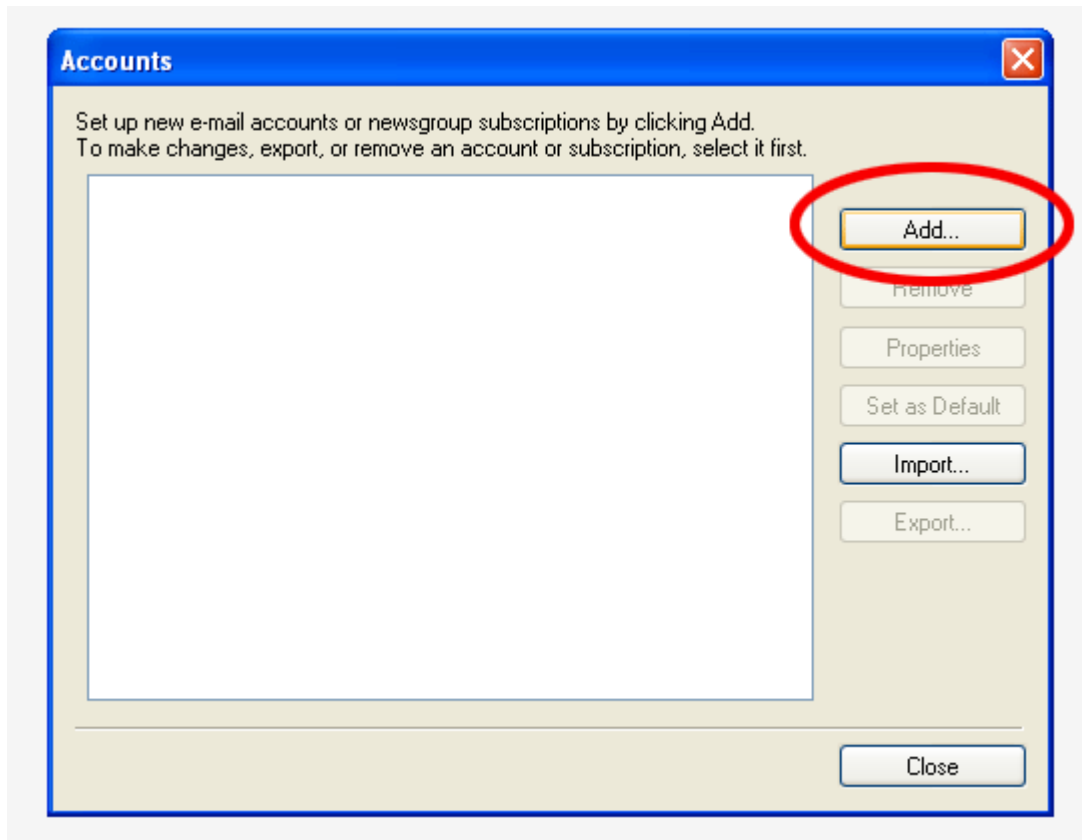 Accounts
Set up new e-mail accounts or newsgroup subscriptions by clicking Add.
To make changes, export, or remove an account or subscription, select it first.
Add...
Remove
Properties
Set as Default
Import...
Export...
Close